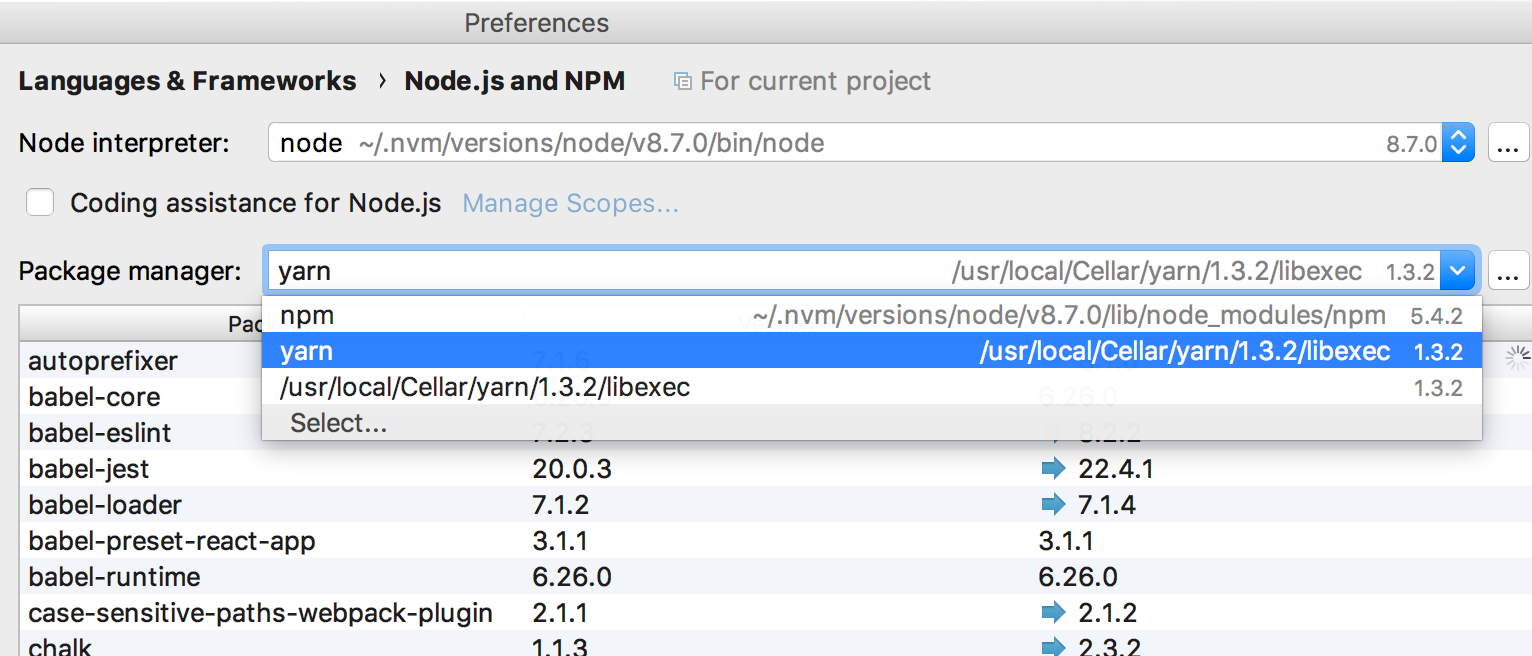 Preferences
Languages & Frameworks › Node.js and NPM For current project
Node interpreter: node ~/.nvm/versions/node/v8.7.0/bin/node 8.7.0 ...
Coding assistance for Node.js Manage Scopes...
Package manager: yarn /usr/local/Cellar/yarn/1.3.2/libexec 1.3.2 ...
npm ~/.nvm/versions/node/v8.7.0/lib/node_modules/npm 5.4.2
yarn /usr/local/Cellar/yarn/1.3.2/libexec 1.3.2
autoprefixer 7.1.6
/usr/local/Cellar/yarn/1.3.2/libexec 1.3.2
babel-core 6.26.0
Select...
babel-eslint 7.2.3 8.2.2
babel-jest 20.0.3 22.4.1
babel-loader 7.1.2 7.1.4
babel-preset-react-app 3.1.1 3.1.1
babel-runtime 6.26.0 6.26.0
case-sensitive-paths-webpack-plugin 2.1.1 2.1.2
chalk 1.1.3 2.3.2